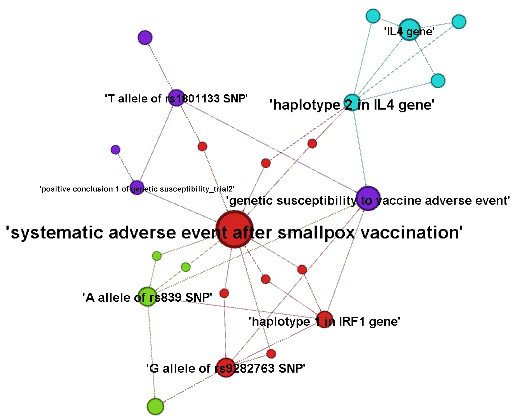 'IL4 gene'
'T allele of rs1801133 SNP'
'haplotype 2 in IL4 gene'
'positive conclusion 1 of genetic susceptibility_trial2'
'genetic susceptibility to vaccine adverse event'
'systematic adverse event after smallpox vaccination'
'A allele of rs839 SNP'
'haplotype 1 in IRF1 gene'
'G allele of rs9282763 SNP'